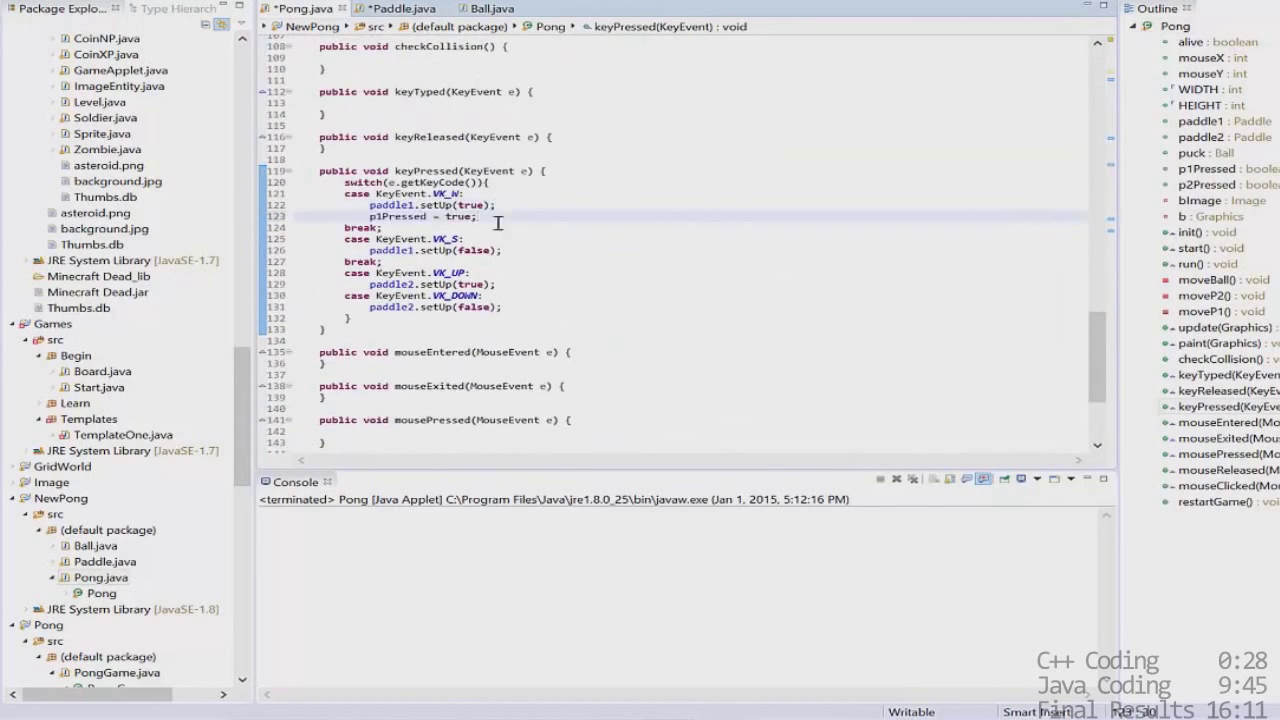 Package Explo...
Type Hierarch
CoinNP.java
CoinXP.java
GameApplet.java
ImageEntity.java
Level.java
Soldier.java
Sprite.java
Zombie.java
asteroid.png
background.jpg
Thumbs.db
asteroid.png
background.jpg
Thumbs.db
JRE System Library [JavaSE-1.7]
Minecraft Dead_lib
Minecraft Dead.jar
Thumbs.db
Games
src
Begin
Board.java
Start.java
Learn
Templates
TemplateOne.java
JRE System Library [JavaSE-1.7]
GridWorld
Image
NewPong
src
(default package)
Ball.java
Paddle.java
Pong.java
Pong
JRE System Library [JavaSE-1.8]
Pong
src
(default package)
PongGame.java
*Pong.java
*Paddle.java
Ball.java
NewPong
src
(default package)
Pong
keyPressed(KeyEvent) : void
108 public void checkCollision() {
109
110 }
111
112 public void keyTyped(KeyEvent e) {
113
114 }
115
116 public void keyReleased(KeyEvent e) {
117 }
118
119 public void keyPressed(KeyEvent e) {
120 switch(e.getKeyCode()){
121 case KeyEvent.VK_W:
122 paddle1.setUp(true);
123 p1Pressed = true;
124 break;
125 case KeyEvent.VK_S:
126 paddle1.setUp(false);
127 break;
128 case KeyEvent.VK_UP:
129 paddle2.setUp(true);
130 case KeyEvent.VK_DOWN:
131 paddle2.setUp(false);
132 }
133 }
134
135 public void mouseEntered(MouseEvent e) {
136 }
137
138 public void mouseExited(MouseEvent e) {
139 }
140
141 public void mousePressed(MouseEvent e) {
142
143 }
Console
<terminated> Pong [Java Applet] C:\Program Files\Java\jre1.8.0_25\bin\javaw.exe (Jan 1, 2015, 5:12:16 PM)
Outline
Pong
alive : boolean
mouseX : int
mouseY : int
WIDTH : int
HEIGHT : int
paddle1 : Paddle
paddle2 : Paddle
puck : Ball
p1Pressed : boolean
p2Pressed : boolean
bImage : Image
b : Graphics
init() : void
start() : void
run() : void
moveBall() : void
moveP2() : void
moveP1() : void
update(Graphics)
paint(Graphics) : void
checkCollision() : void
keyTyped(KeyEvent)
keyReleased(KeyEv
keyPressed(KeyEve
mouseEntered(Mo
mouseExited(Mous
mousePressed(Mou
mouseReleased(Mo
mouseClicked(Mou
restartGame() : void
C++ Coding 0:28
Java Coding 9:45
Final Results 16:11
Writable
Smart Insert